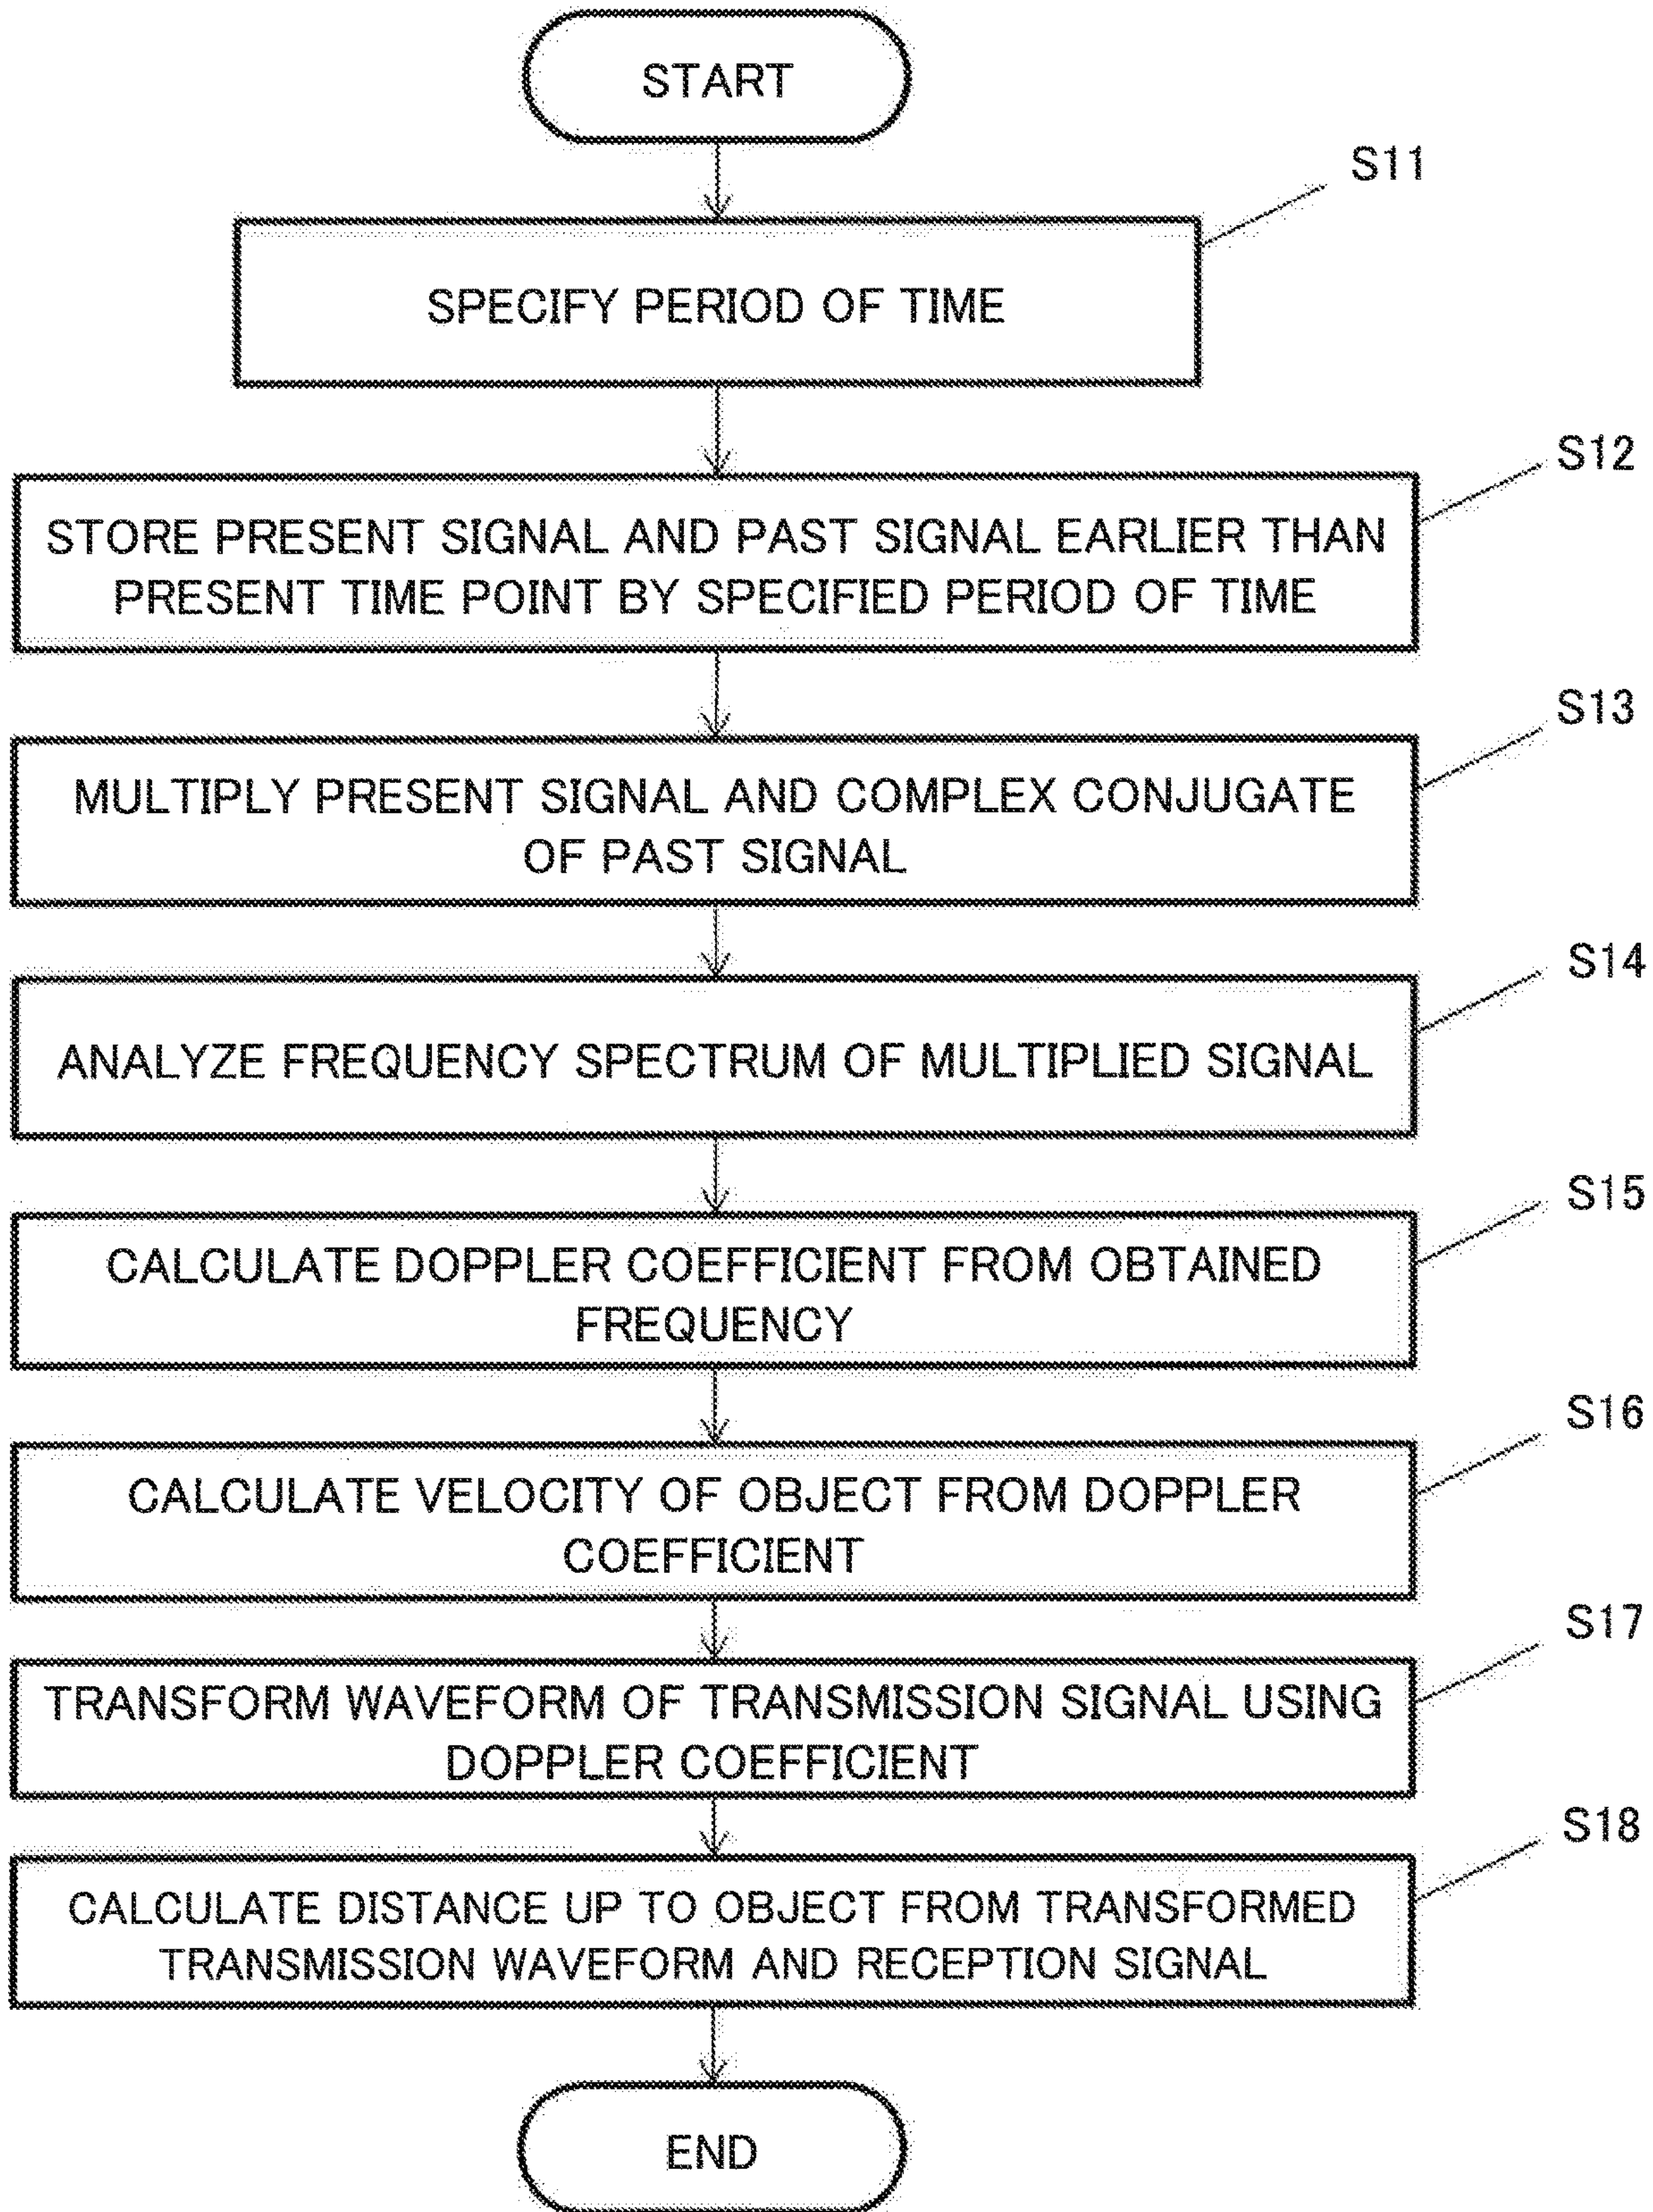 START
S11
SPECIFY PERIOD OF TIME
S12
STORE PRESENT SIGNAL AND PAST SIGNAL EARLIER THAN
PRESENT TIME POINT BY SPECIFIED PERIOD OF TIME
S13
MULTIPLY PRESENT SIGNAL AND COMPLEX CONJUGATE
OF PAST SIGNAL
S14
ANALYZE FREQUENCY SPECTRUM OF MULTIPLIED SIGNAL
S15
CALCULATE DOPPLER COEFFICIENT FROM OBTAINED
FREQUENCY
S16
CALCULATE VELOCITY OF OBJECT FROM DOPPLER
COEFFICIENT
S17
TRANSFORM WAVEFORM OF TRANSMISSION SIGNAL USING
DOPPLER COEFFICIENT
S18
CALCULATE DISTANCE UP TO OBJECT FROM TRANSFORMED
TRANSMISSION WAVEFORM AND RECEPTION SIGNAL
END